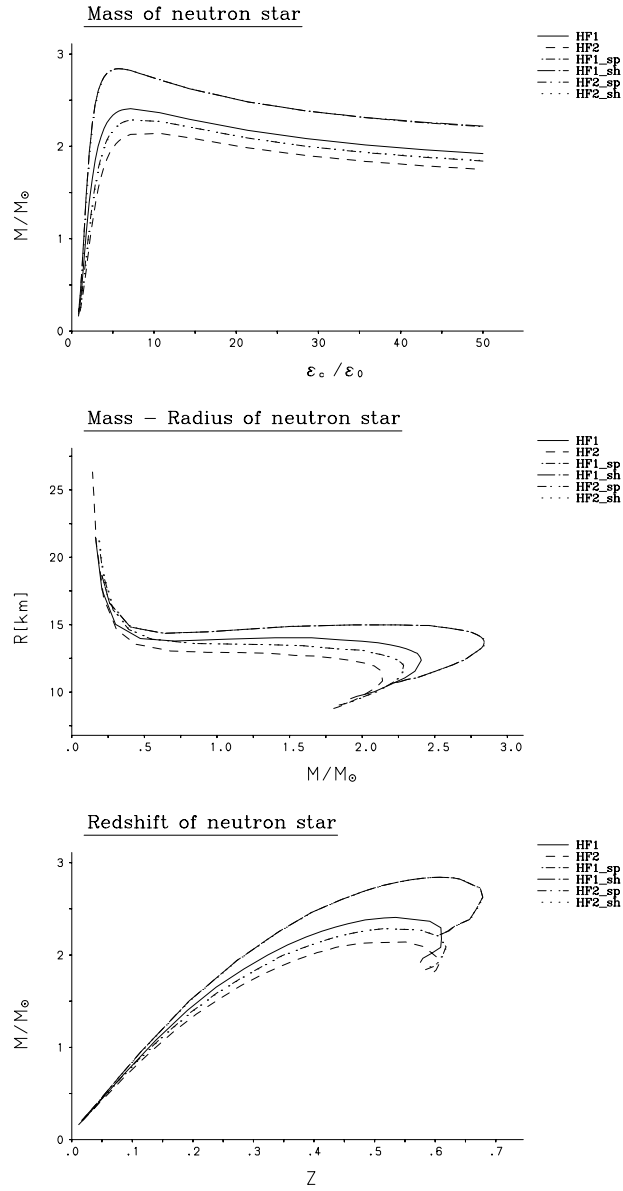 Mass of neutron star
HF1
HF2
HF1_sp
HF1_sh
HF2_sp
HF2_sh
3
2
1
0
M/M⊙
0 10 20 30 40 50
ε_c /ε_0
Mass – Radius of neutron star
HF1
HF2
HF1_sp
HF1_sh
HF2_sp
HF2_sh
25
20
15
10
R[km]
.0 .5 1.0 1.5 2.0 2.5 3.0
M/M⊙
Redshift of neutron star
HF1
HF2
HF1_sp
HF1_sh
HF2_sp
HF2_sh
3
2
1
0
M/M⊙
.0 .1 .2 .3 .4 .5 .6 .7
Z